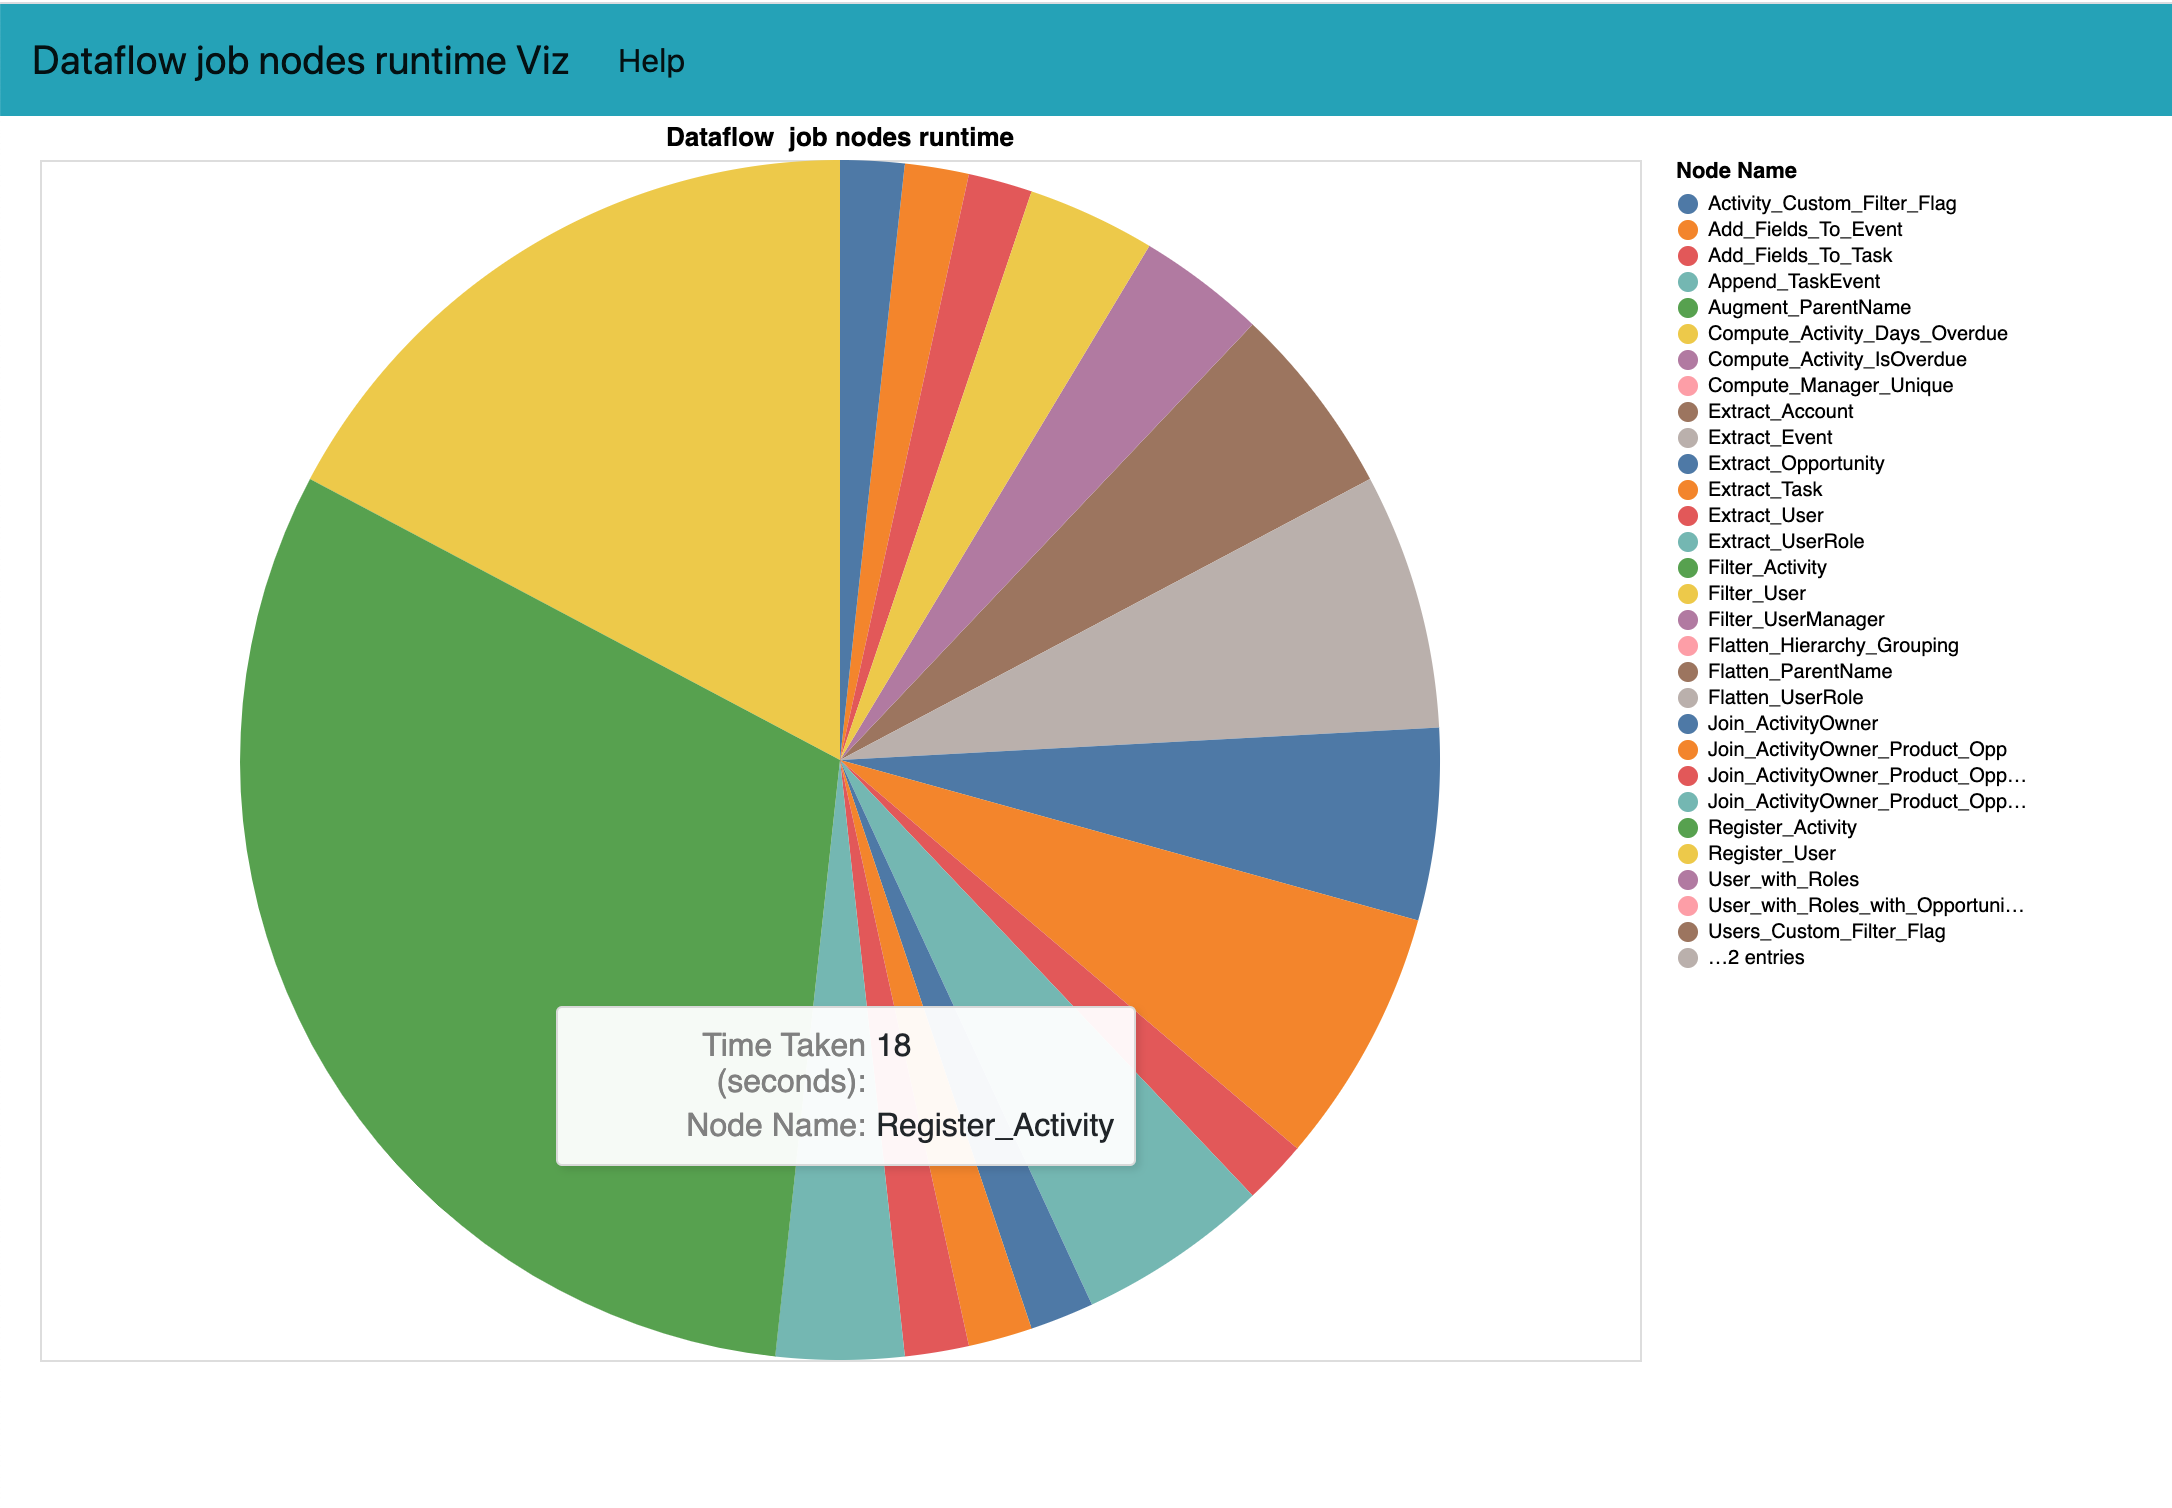 Dataflow job nodes runtime Viz Help
Dataflow  job nodes runtime
Node Name
Activity_Custom_Filter_Flag
Add_Fields_To_Event
Add_Fields_To_Task
Append_TaskEvent
Augment_ParentName
Compute_Activity_Days_Overdue
Compute_Activity_IsOverdue
Compute_Manager_Unique
Extract_Account
Extract_Event
Extract_Opportunity
Extract_Task
Extract_User
Extract_UserRole
Filter_Activity
Filter_User
Filter_UserManager
Flatten_Hierarchy_Grouping
Flatten_ParentName
Flatten_UserRole
Join_ActivityOwner
Join_ActivityOwner_Product_Opp
Join_ActivityOwner_Product_Opp…
Join_ActivityOwner_Product_Opp…
Register_Activity
Register_User
User_with_Roles
User_with_Roles_with_Opportuni…
Users_Custom_Filter_Flag
…2 entries
Time Taken 18
(seconds):
Node Name: Register_Activity